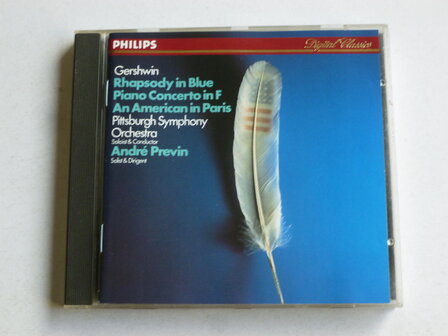 PHILIPS
Digital Classics
Gershwin
Rhapsody in Blue
Piano Concerto in F
An American in Paris
Pittsburgh Symphony
Orchestra
Soloist & Conductor
André Previn
Solist & Dirigent